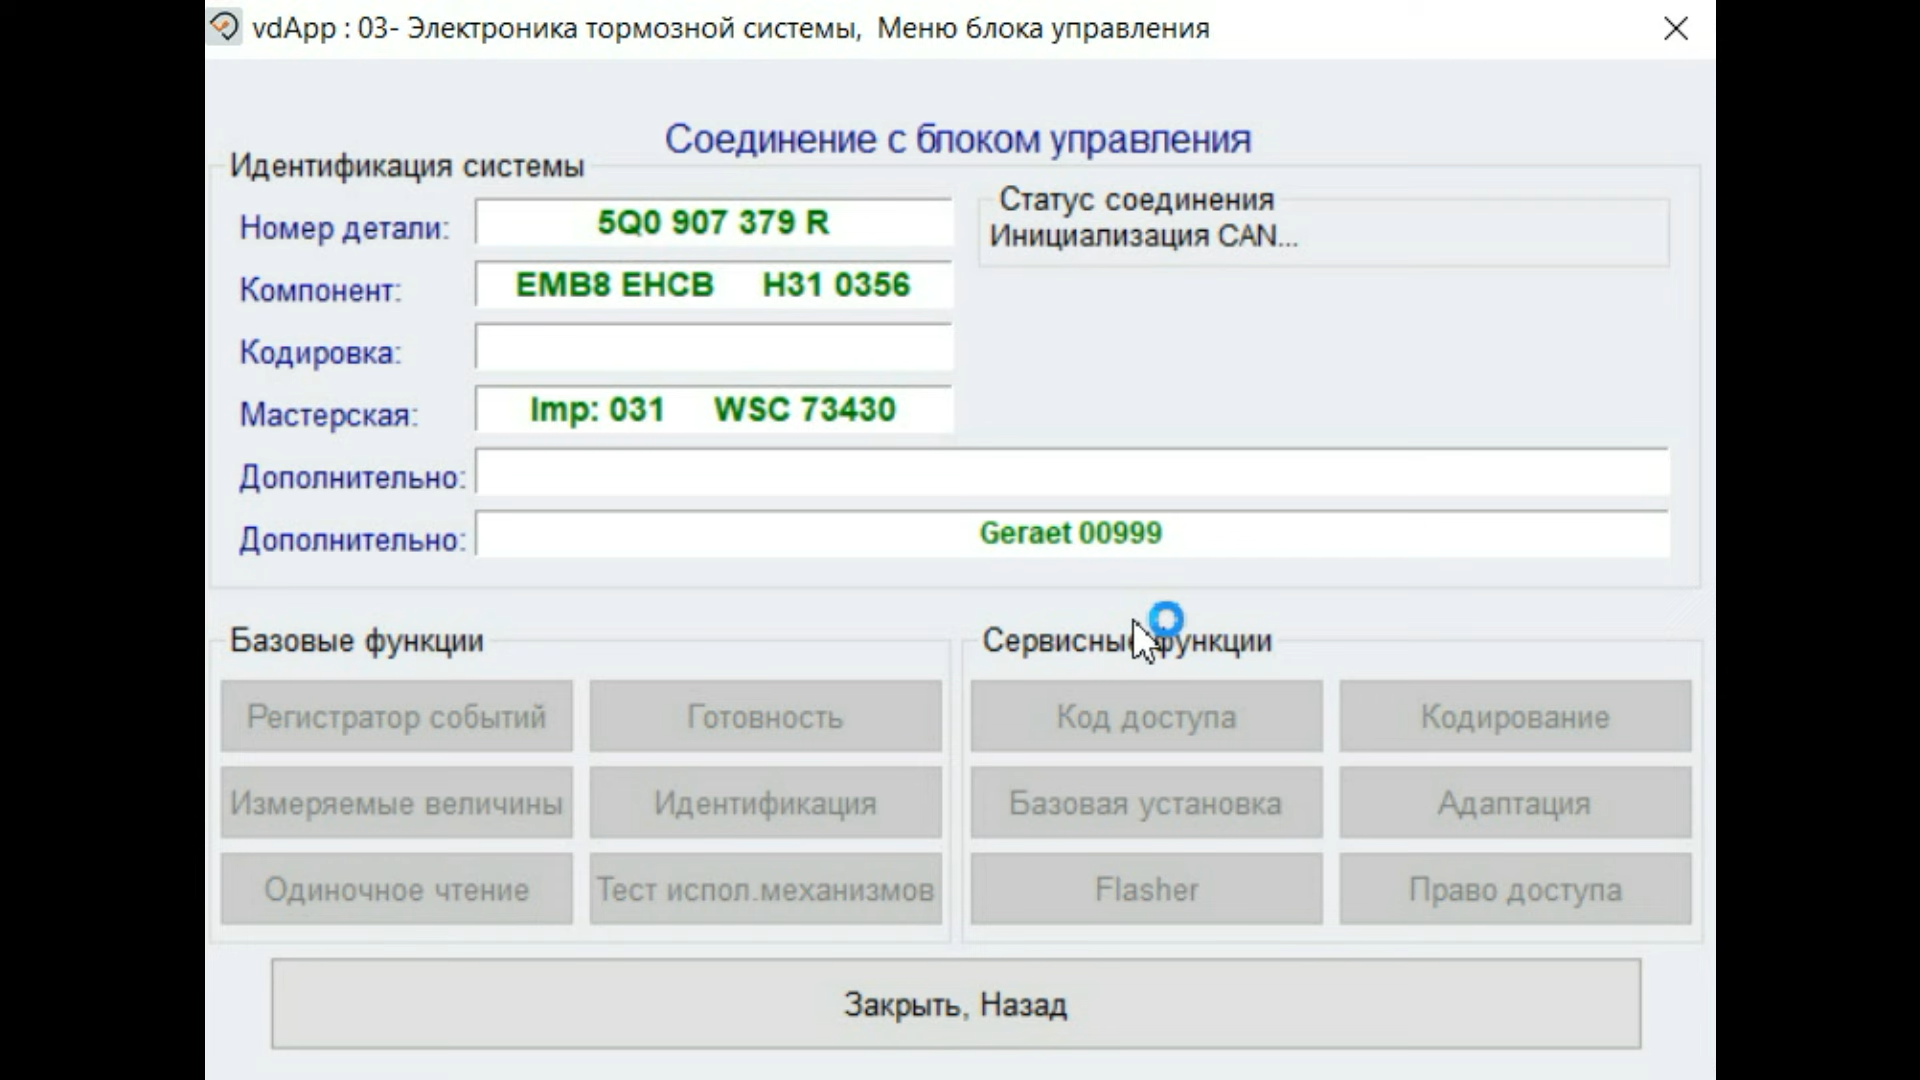 vdApp : 03- Электроника тормозной системы,  Меню блока управления
Соединение с блоком управления
Идентификация системы
Номер детали: 5Q0 907 379 R
Компонент: EMB8 EHCB H31 0356
Кодировка:
Мастерская: Imp: 031 WSC 73430
Дополнительно:
Дополнительно: Geraet 00999
Статус соединения
Инициализация CAN...
Базовые функции
Регистратор событий Готовность
Измеряемые величины Идентификация
Одиночное чтение Тест испол.механизмов
Сервисные функции
Код доступа Кодирование
Базовая установка Адаптация
Flasher Право доступа
Закрыть, Назад